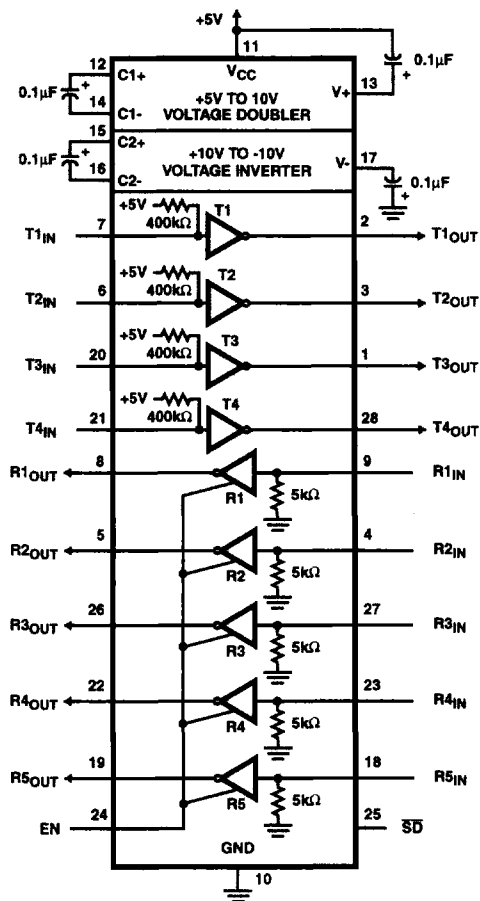 +5V
11
12 C1+ VCC 0.1μF
0.1μF + V+ 13 +
14 C1- +5V TO 10V VOLTAGE DOUBLER
15 C2+
0.1μF + +10V TO -10V VOLTAGE INVERTER V- 17
16 C2- + 0.1μF
+5V T1
T1IN 7 400kΩ 2 T1OUT
+5V T2
T2IN 6 400kΩ 3 T2OUT
+5V T3
T3IN 20 400kΩ 1 T3OUT
+5V T4
T4IN 21 400kΩ 28 T4OUT
R1OUT 8 9 R1IN
R1 5kΩ
R2OUT 5 4 R2IN
R2 5kΩ
R3OUT 26 27 R3IN
R3 5kΩ
R4OUT 22 23 R4IN
R4 5kΩ
R5OUT 19 18 R5IN
R5 5kΩ
EN 24 25 SD
GND
10